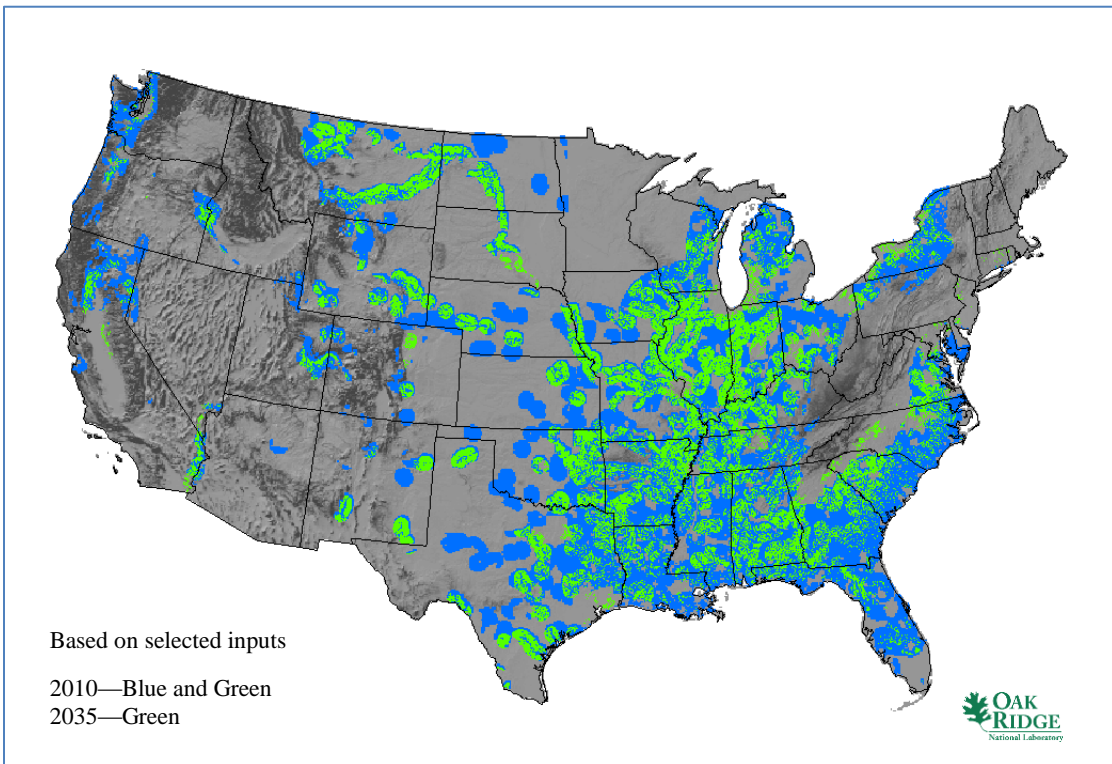 Based on selected inputs
2010—Blue and Green
2035—Green
OAK
RIDGE
National Laboratory